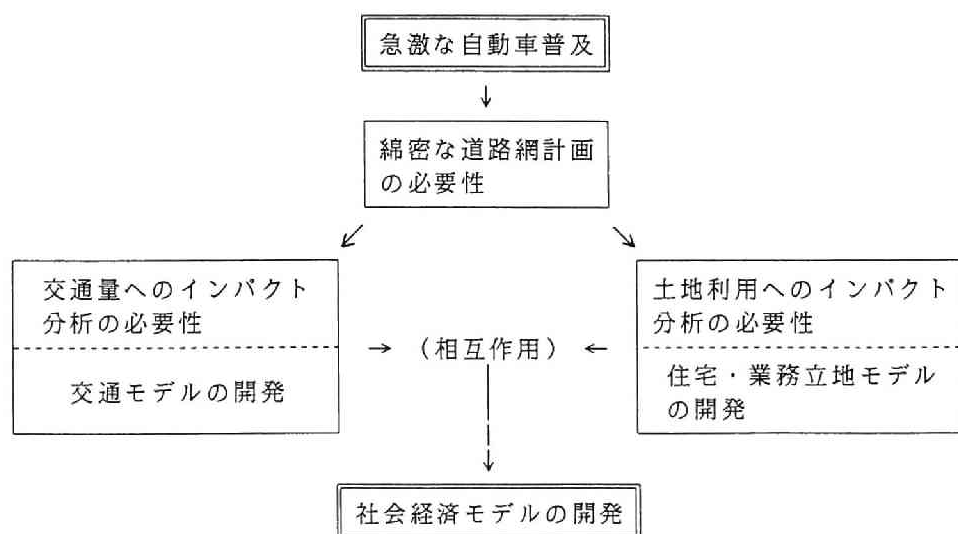 急激な自動車普及
↓
綿密な道路網計画
の必要性
交通量へのインパクト
分析の必要性
交通モデルの開発
→ (相互作用) ←
土地利用へのインパクト
分析の必要性
住宅・業務立地モデル
の開発
社会経済モデルの開発